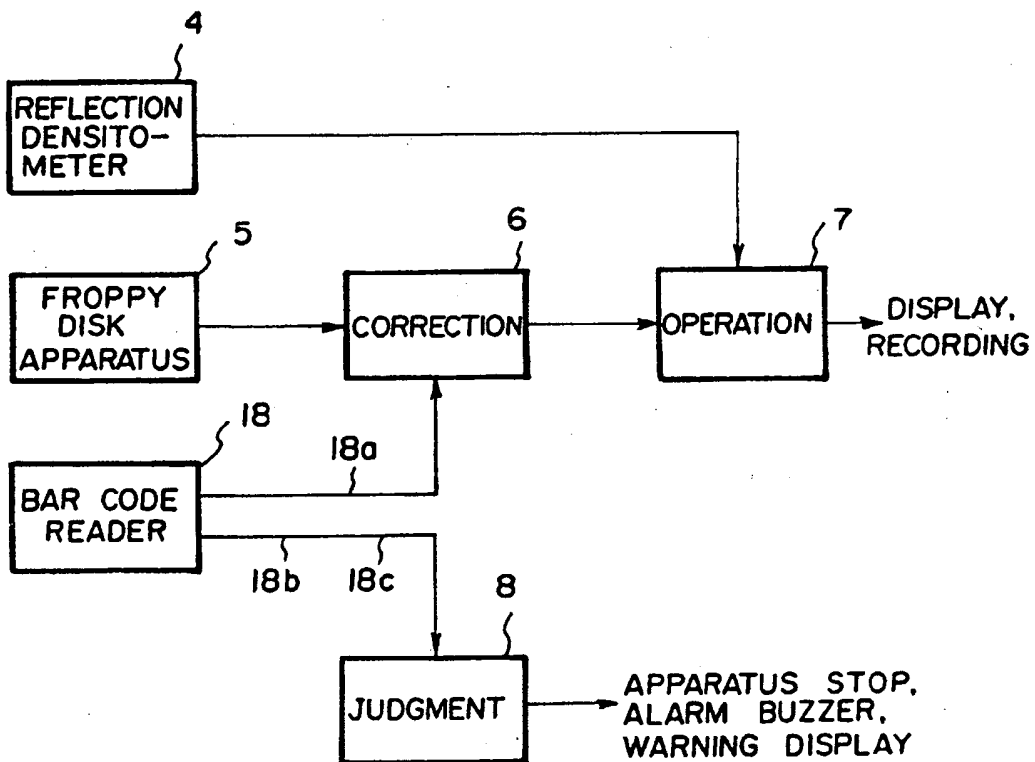 4
REFLECTION
DENSITO-
METER
5
FROPPY
DISK
APPARATUS
6
CORRECTION
7
OPERATION
DISPLAY,
RECORDING
18
BAR CODE
READER
18a
18b
18c
8
JUDGMENT
APPARATUS STOP,
ALARM BUZZER,
WARNING DISPLAY